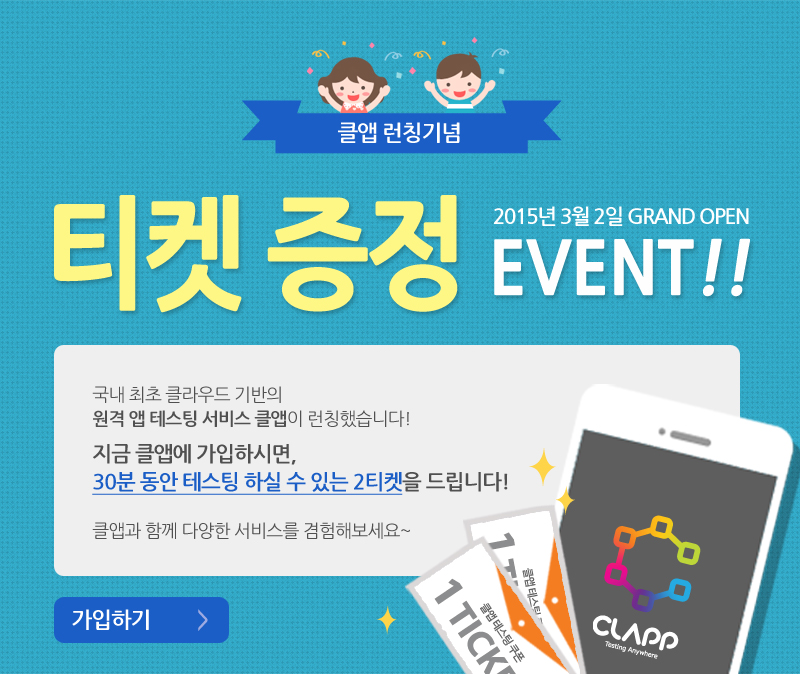 클앱 런칭기념
티켓 증정
2015년 3월 2일 GRAND OPEN
EVENT!!
국내 최초 클라우드 기반의
원격 앱 테스팅 서비스 클앱이 런칭했습니다!
지금 클앱에 가입하시면,
30분 동안 테스팅 하실 수 있는 2티켓을 드립니다!
클앱과 함께 다양한 서비스를 겸험해보세요~
가입하기
1 T
클앱 테스팅
1 TICKE
클앱 테스팅 쿠폰
CLAPP
Testing Anywhere